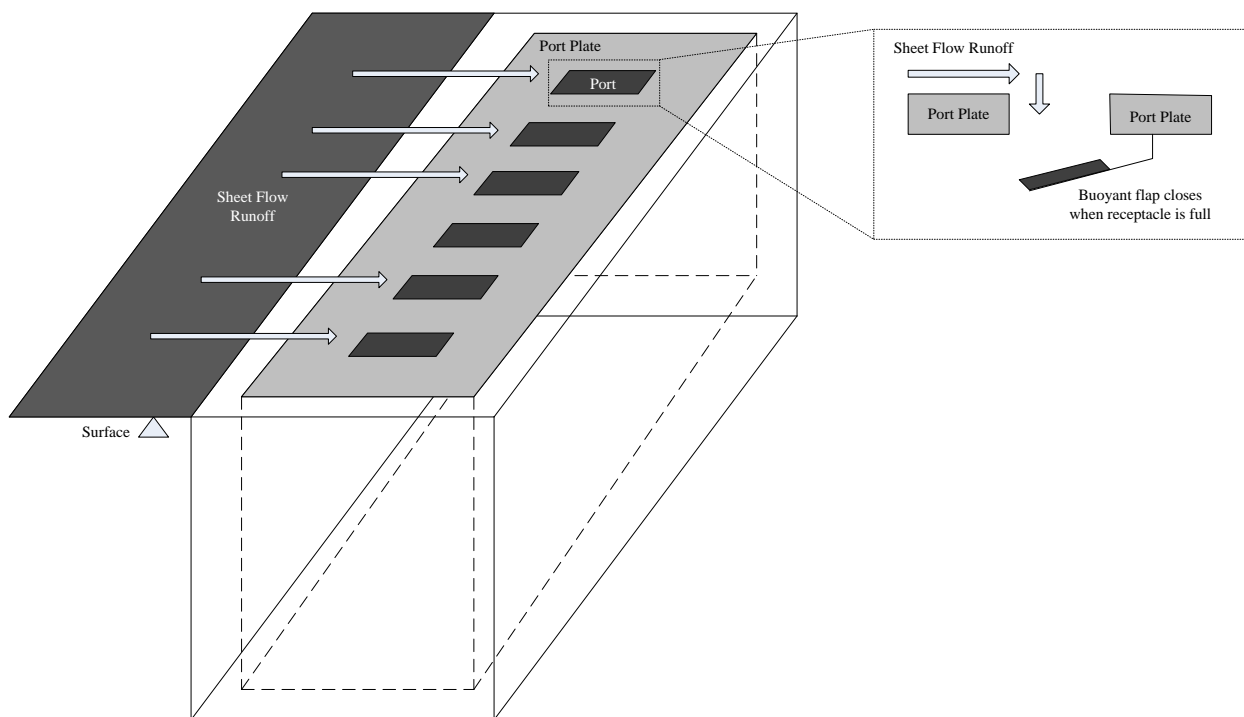 Port Plate
Port
Sheet Flow
Runoff
Surface
Sheet Flow Runoff
Port Plate
Port Plate
Buoyant flap closes
when receptacle is full